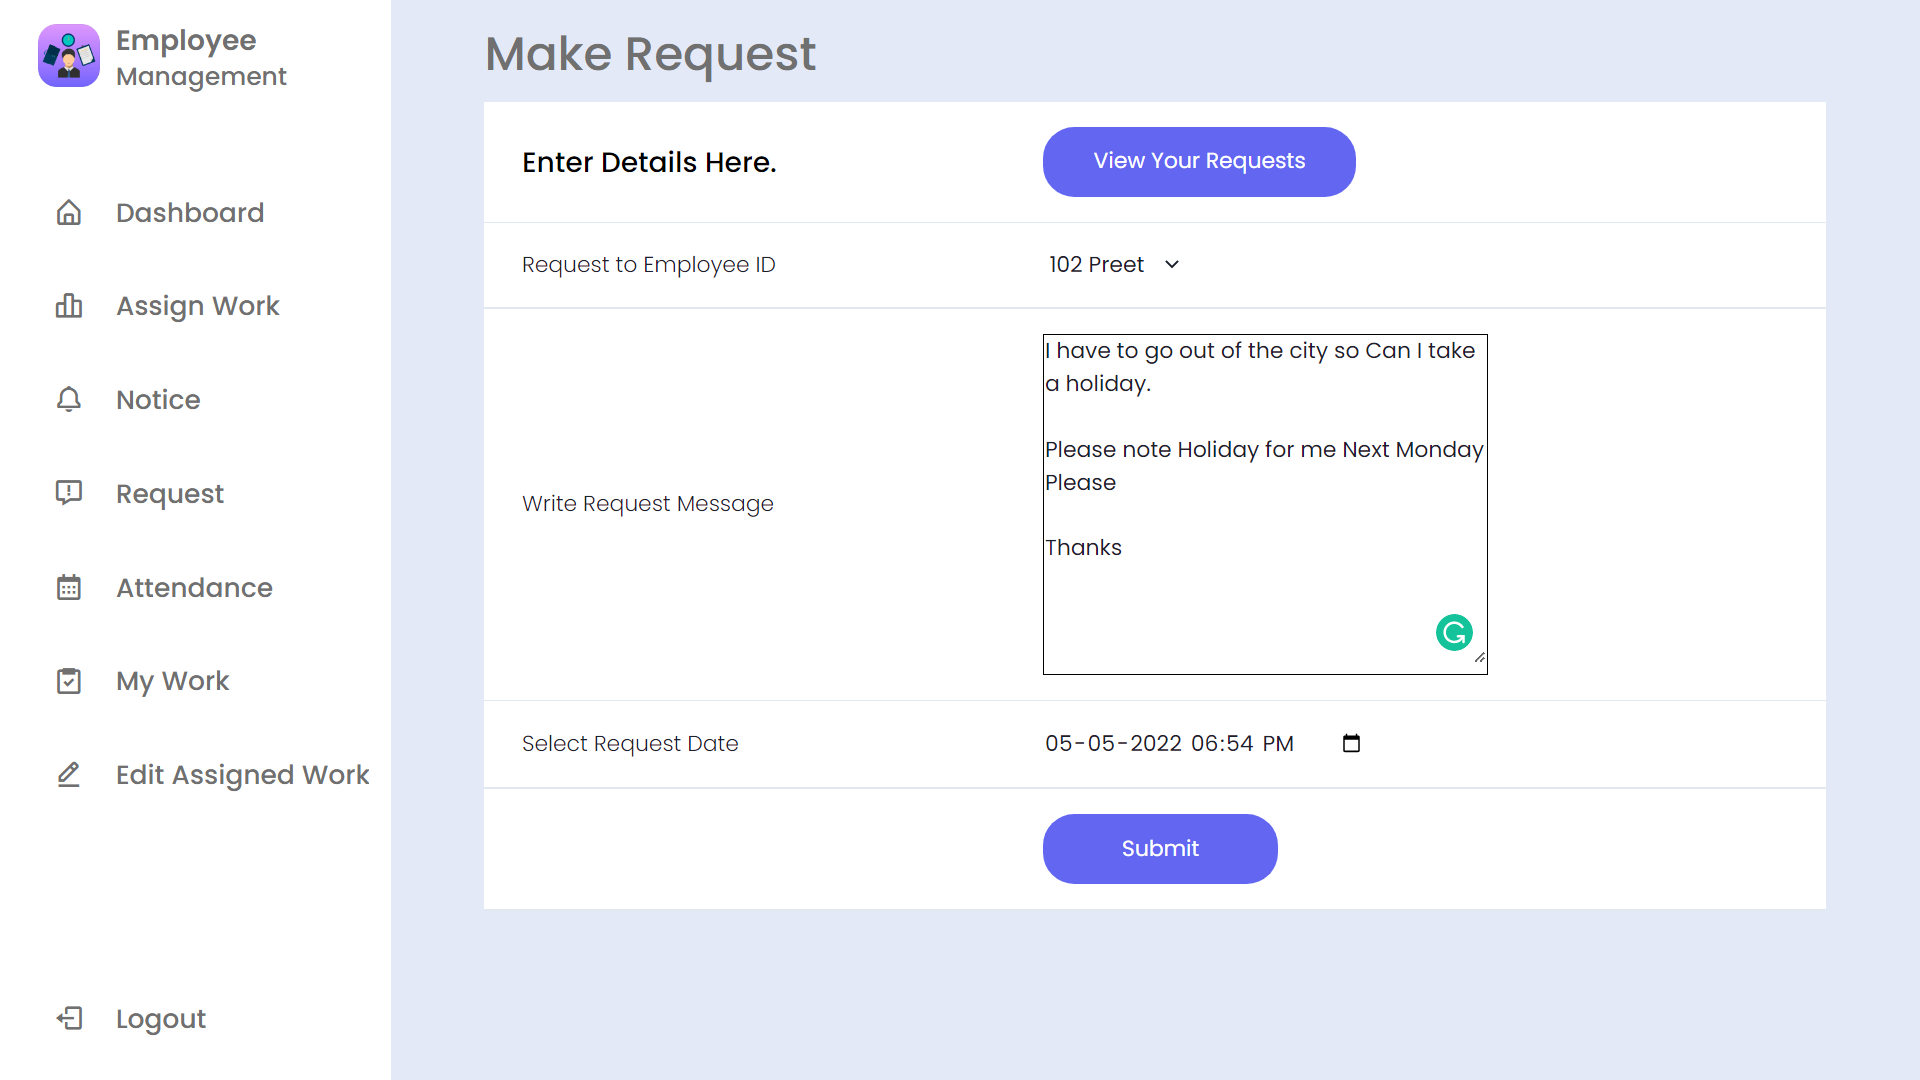 Employee
Management
Dashboard
Assign Work
Notice
Request
Attendance
My Work
Edit Assigned Work
Logout
Make Request
Enter Details Here.
View Your Requests
Request to Employee ID
102 Preet
Write Request Message
I have to go out of the city so Can I take
a holiday.
Please note Holiday for me Next Monday
Please
Thanks
Select Request Date
05-05-2022 06:54 PM
Submit